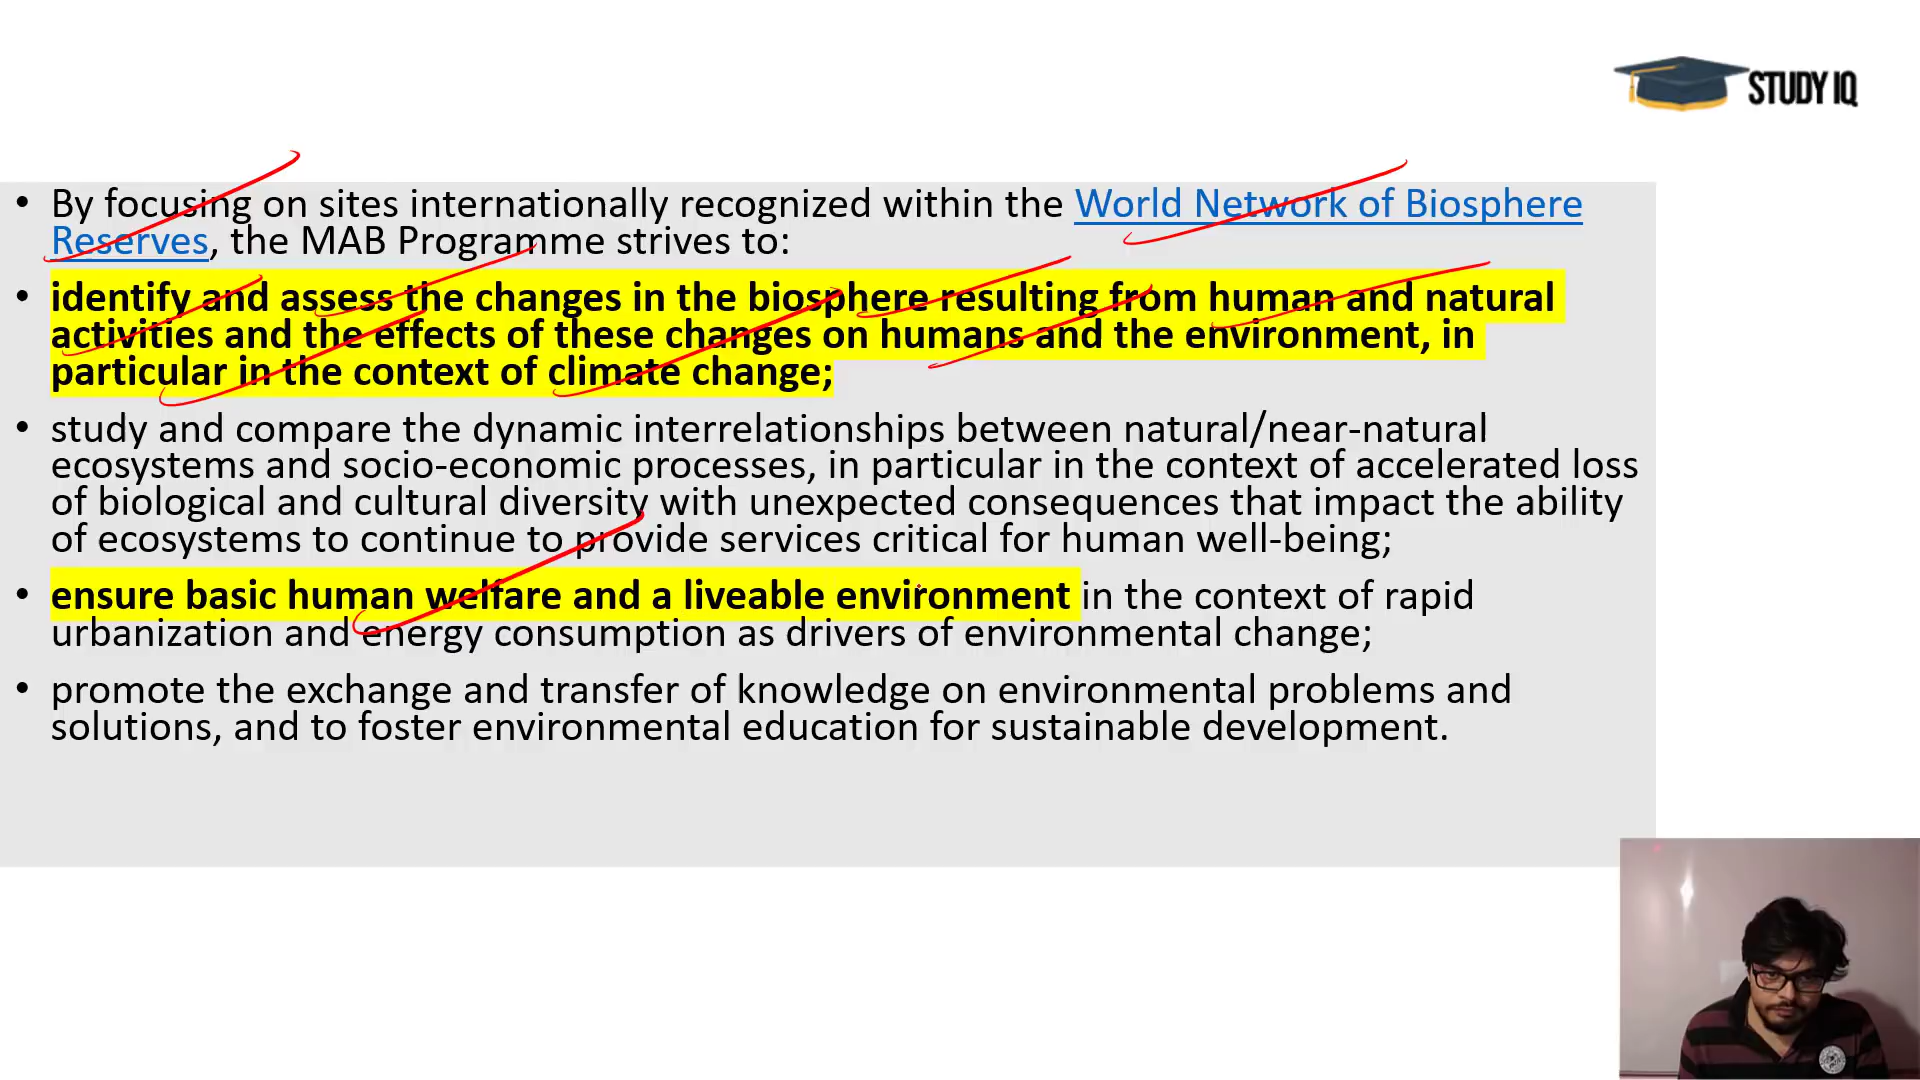 STUDY IQ
• By focusing on sites internationally recognized within the World Network of Biosphere
Reserves, the MAB Programme strives to:
• identify and assess the changes in the biosphere resulting from human and natural
activities and the effects of these changes on humans and the environment, in
particular in the context of climate change;
• study and compare the dynamic interrelationships between natural/near-natural
ecosystems and socio-economic processes, in particular in the context of accelerated loss
of biological and cultural diversity with unexpected consequences that impact the ability
of ecosystems to continue to provide services critical for human well-being;
• ensure basic human welfare and a liveable environment in the context of rapid
urbanization and energy consumption as drivers of environmental change;
• promote the exchange and transfer of knowledge on environmental problems and
solutions, and to foster environmental education for sustainable development.